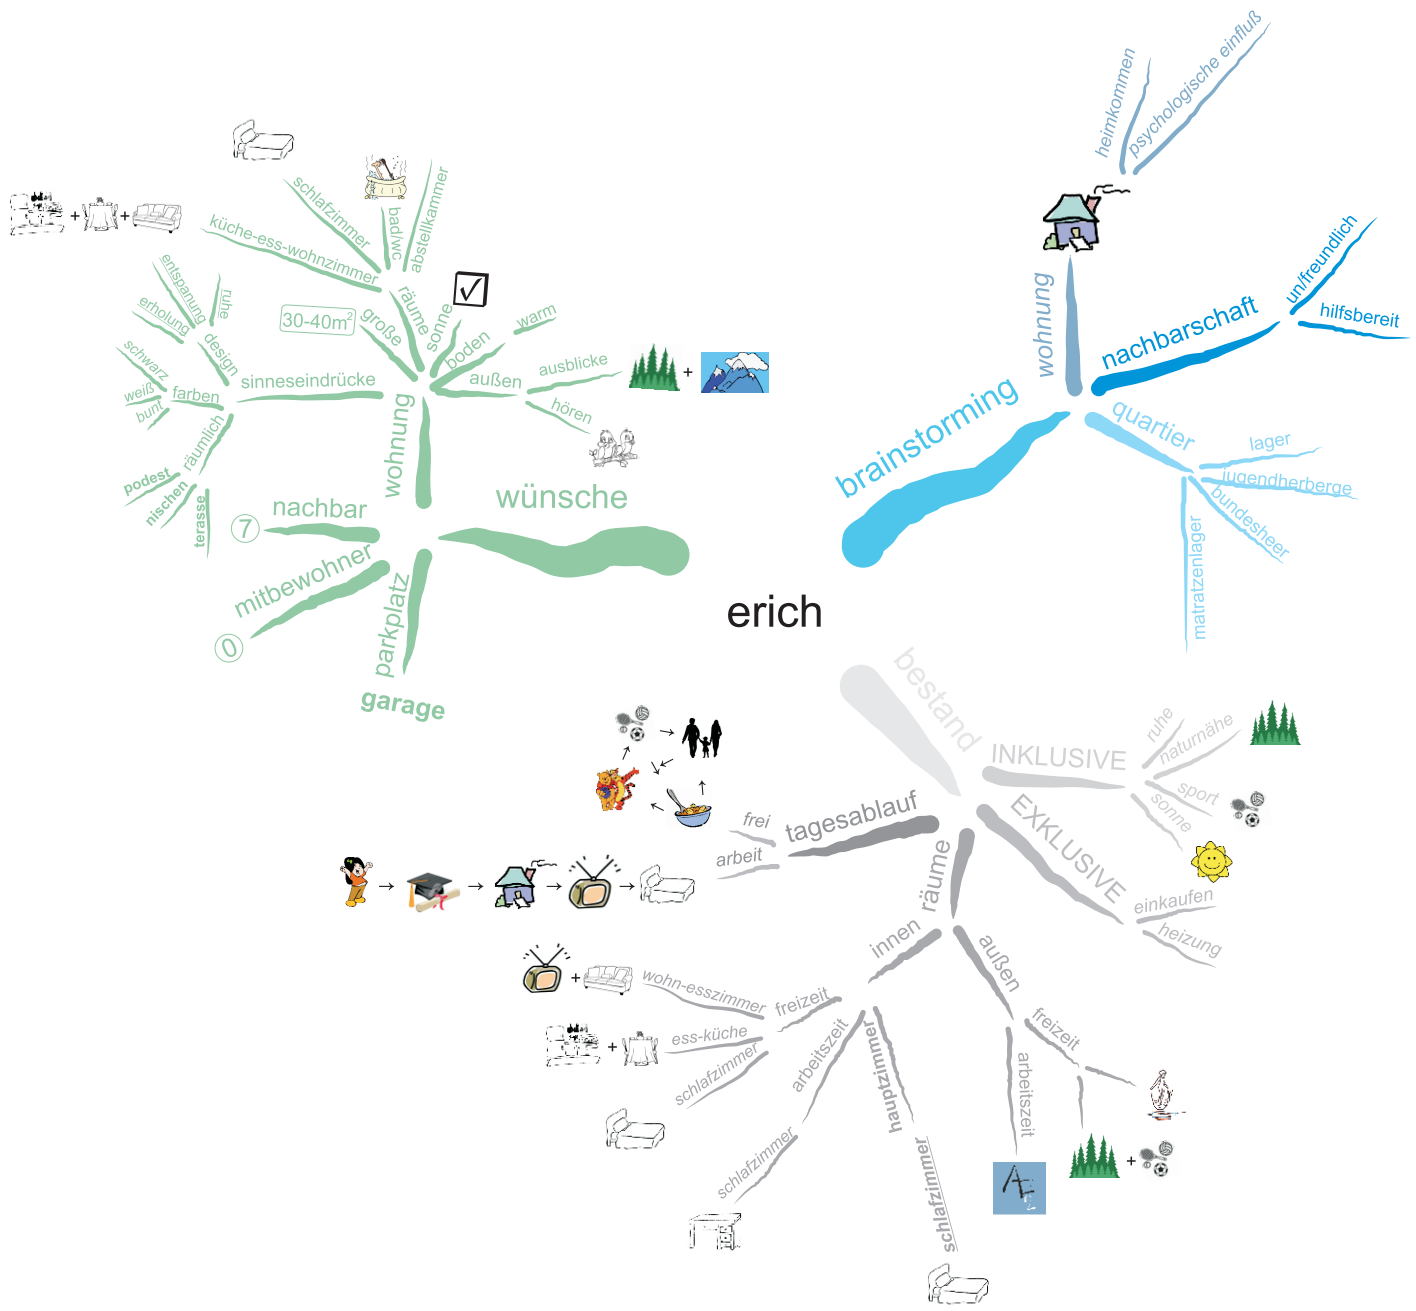 erich
wünsche
wohnung
räume
küche-ess-wohnzimmer
+
+
schlafzimmer
bad/wc
abstellkammer
große
30-40m²
sonne
boden
warm
außen
ausblicke
+
hören
sinneseindrücke
design
entspanung
erholung
ruhe
farben
schwarz
weiß
bunt
räumlich
podest
nischen
terasse
nachbar
7
mitbewohner
0
parkplatz
garage
brainstorming
wohnung
heimkommen
psychologische einfluß
nachbarschaft
un/freundlich
hilfsbereit
quartier
lager
jugendherberge
bundesheer
matratzenlager
bestand
INKLUSIVE
ruhe
naturnähe
sport
sonne
EXKLUSIVE
einkaufen
heizung
tagesablauf
frei
arbeit
räume
innen
freizeit
wohn-esszimmer
+
ess-küche
+
schlafzimmer
arbeitszeit
schlafzimmer
hauptzimmer
schlafzimmer
außen
arbeitszeit
freizeit
+